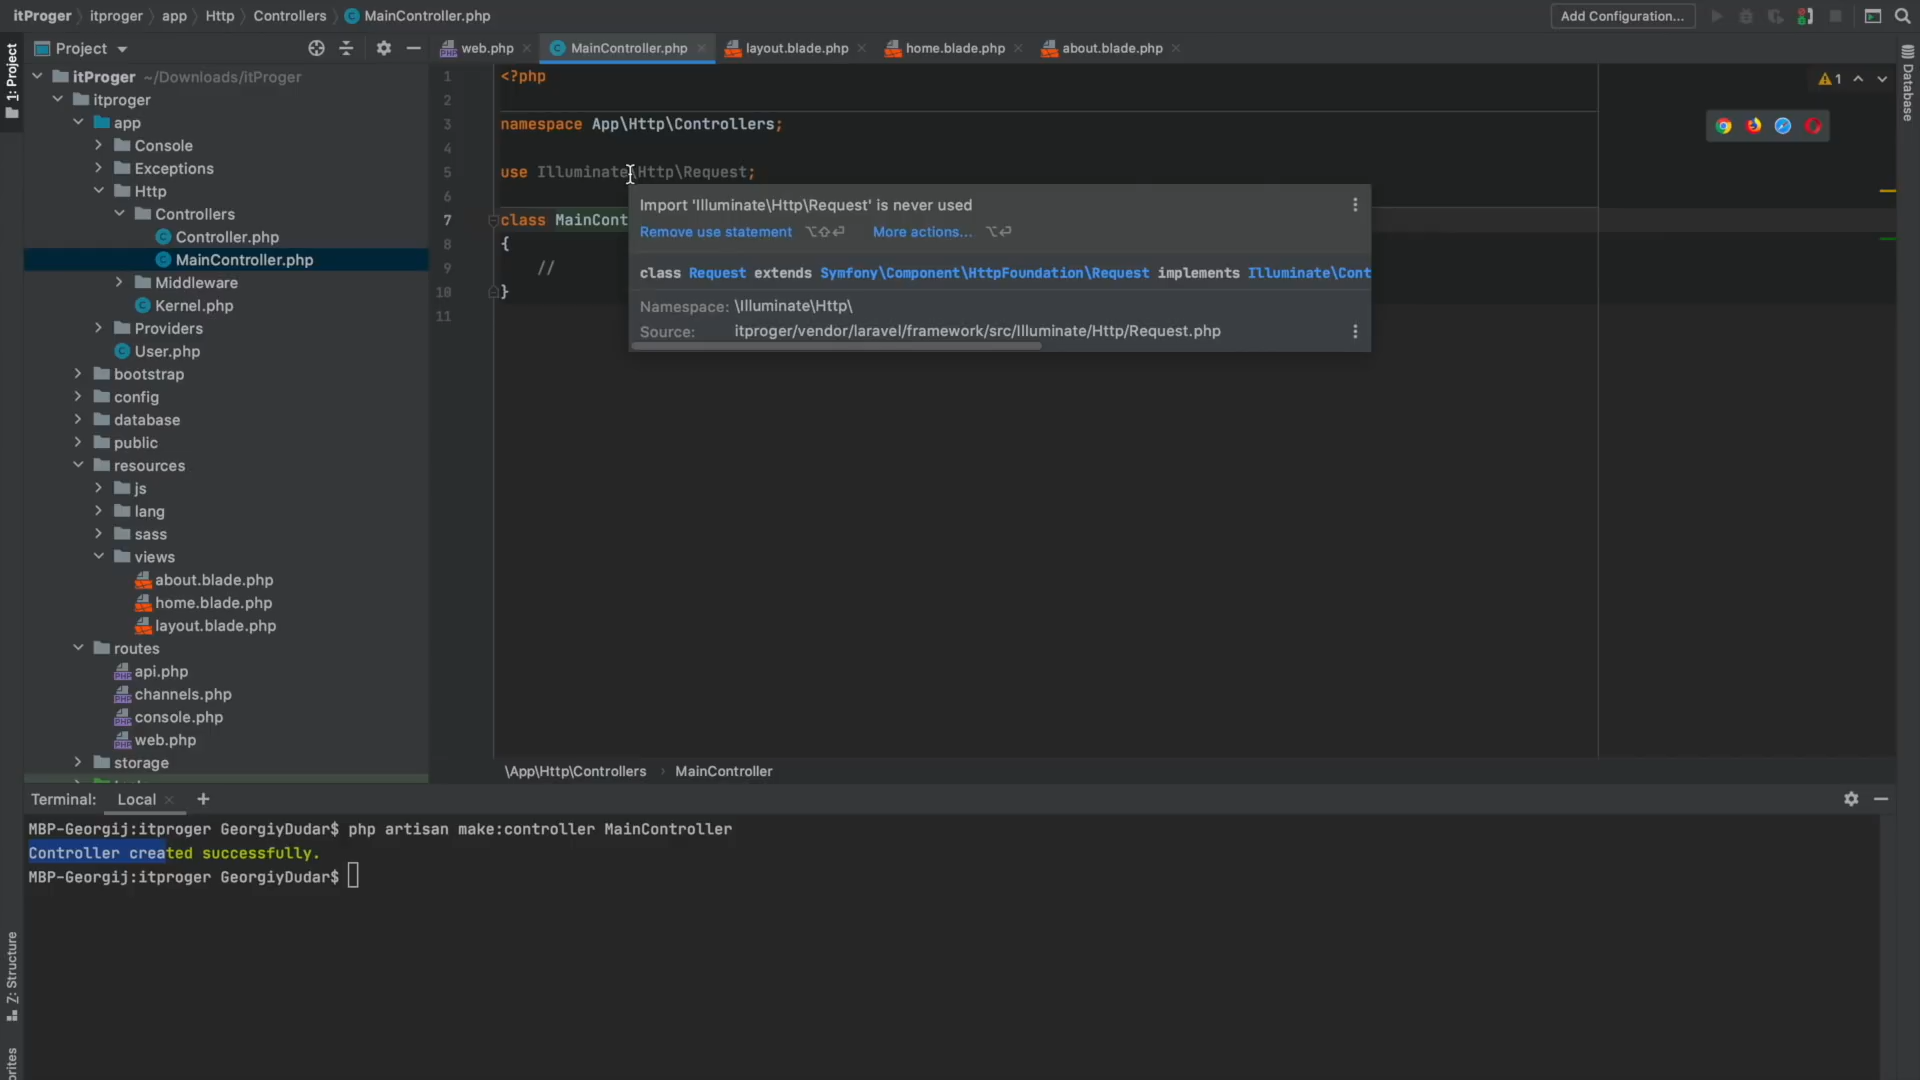 itProger itproger app Http Controllers MainController.php Add Configuration...
1: Project
Project
web.php MainController.php layout.blade.php home.blade.php about.blade.php
Database
itProger ~/Downloads/itProger
itproger
app
Console
Exceptions
Http
Controllers
Controller.php
MainController.php
Middleware
Kernel.php
Providers
User.php
bootstrap
config
database
public
resources
js
lang
sass
views
about.blade.php
home.blade.php
layout.blade.php
routes
api.php
channels.php
console.php
web.php
storage
1 <?php
2
3 namespace App\Http\Controllers;
4
5 use Illuminate\Http\Request;
6
7 class MainCont
8 {
9 //
10 }
11
1
Import 'Illuminate\Http\Request' is never used
Remove use statement ⌥⇧⏎ More actions... ⌥⏎
class Request extends Symfony\Component\HttpFoundation\Request implements Illuminate\Cont
Namespace: \Illuminate\Http\
Source: itproger/vendor/laravel/framework/src/Illuminate/Http/Request.php
\App\Http\Controllers › MainController
Terminal: Local +
MBP-Georgij:itproger GeorgiyDudar$ php artisan make:controller MainController
Controller created successfully.
MBP-Georgij:itproger GeorgiyDudar$
Z: Structure
orites